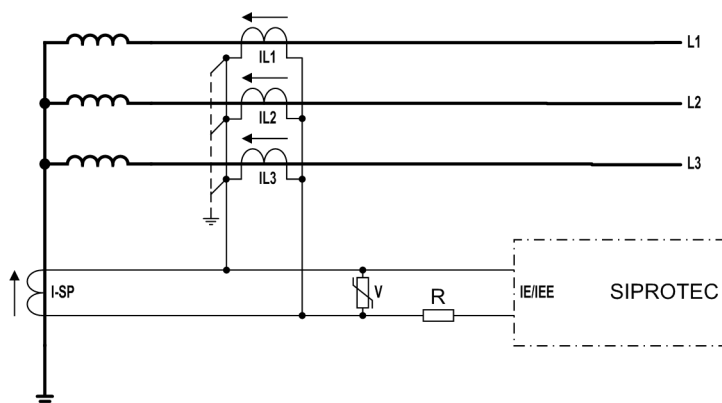 L1
IL1
L2
IL2
L3
IL3
I-SP
V
R
IE/IEE
SIPROTEC